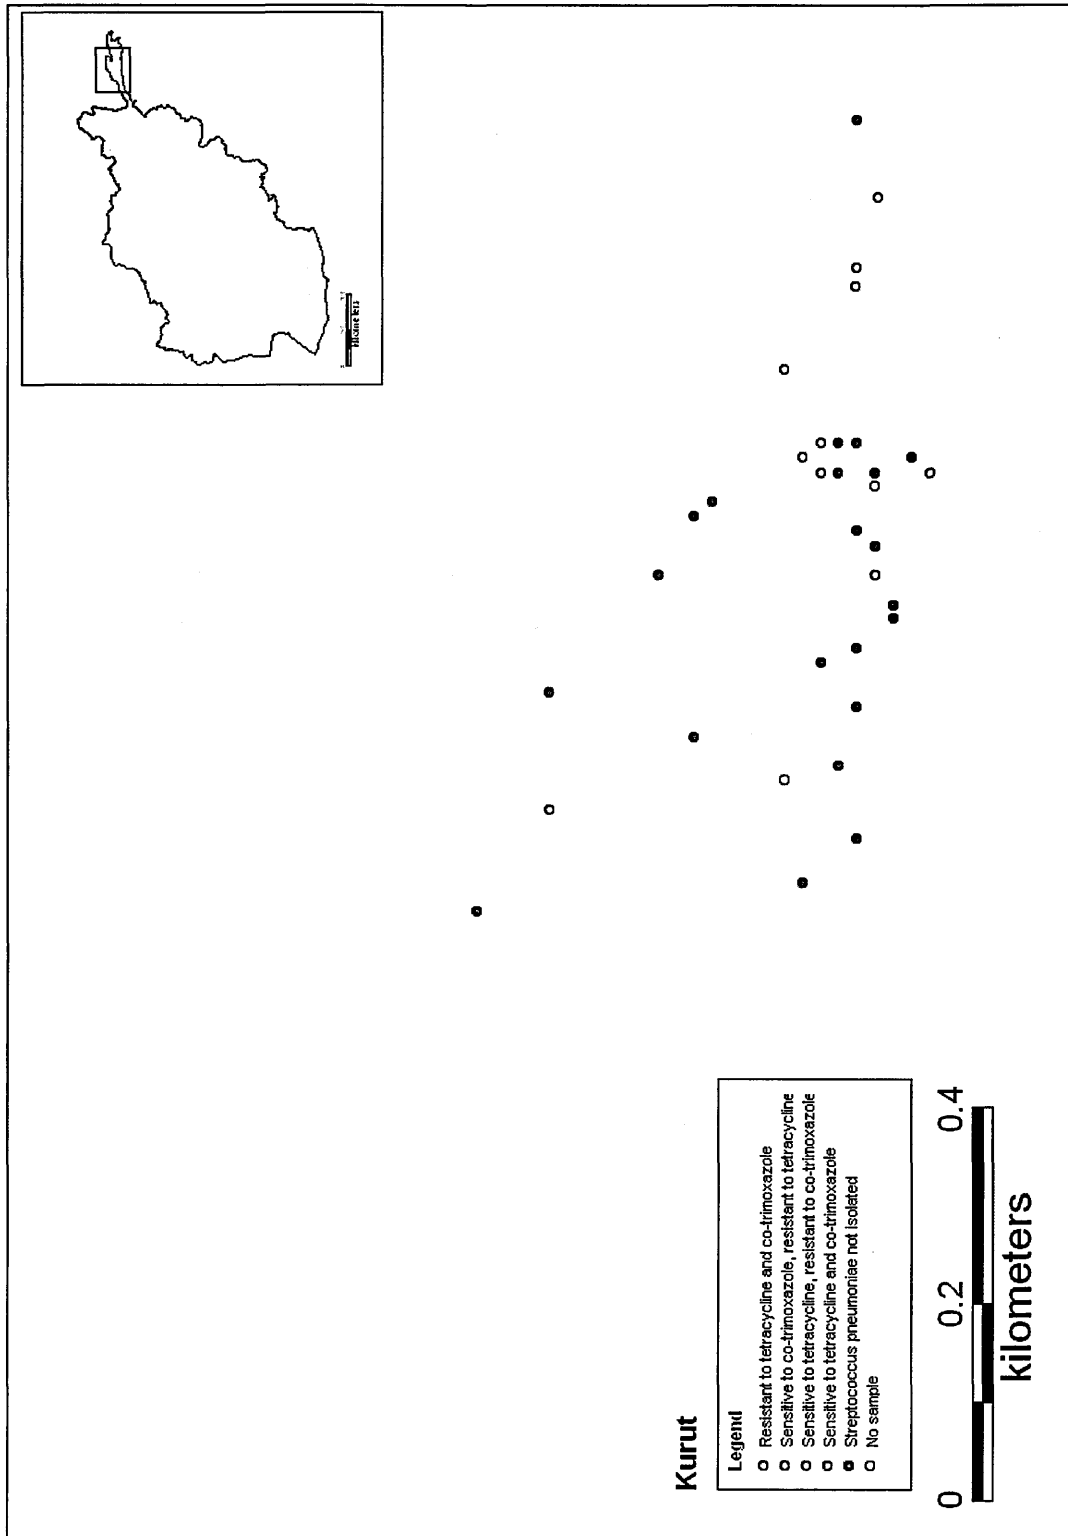 Kurut
Legend
Resistant to tetracycline and co-trimoxazole
Sensitive to co-trimoxazole, resistant to tetracycline
Sensitive to tetracycline, resistant to co-trimoxazole
Sensitive to tetracycline and co-trimoxazole
Streptococcus pneumoniae not isolated
No sample
0 0.2 0.4
kilometers